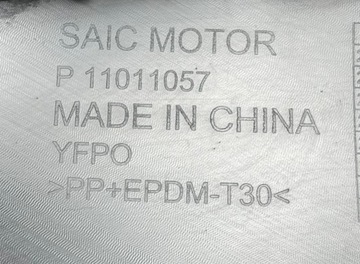 SAIC MOTOR
P 11011057
MADE IN CHINA
YFPO
>PP+EPDM-T30<